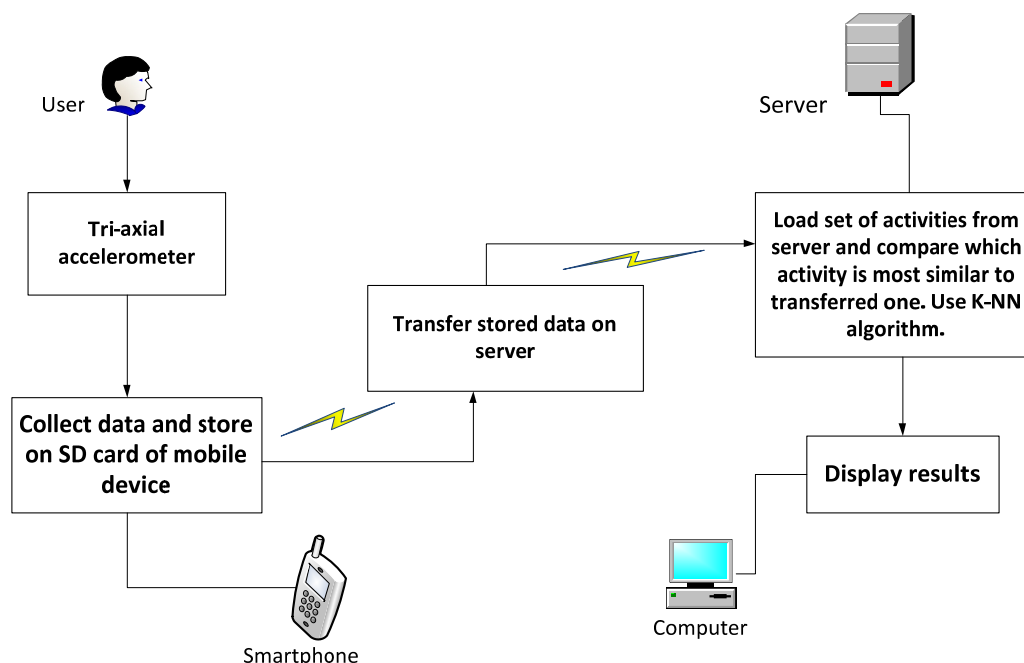 User
Tri-axial
accelerometer
Collect data and store
on SD card of mobile
device
Smartphone
Transfer stored data on
server
Server
Load set of activities from
server and compare which
activity is most similar to
transferred one. Use K-NN
algorithm.
Display results
Computer